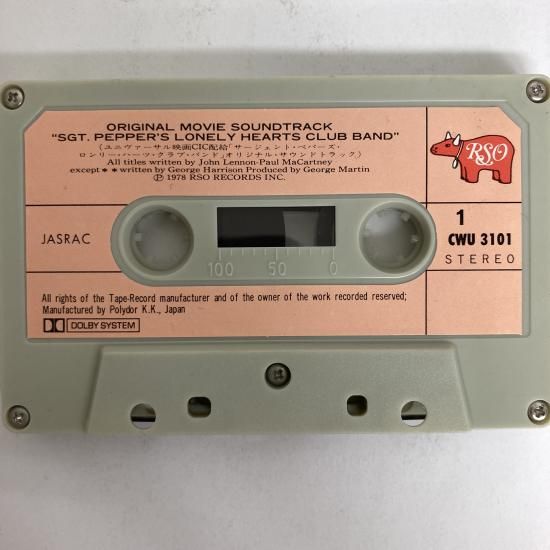 ORIGINAL MOVIE SOUNDTRACK
"SGT. PEPPER'S LONELY HEARTS CLUB BAND"
(ユニヴァーサル映画CIC配給「サージェント・ペパーズ・
ロンリー・ハーツ・クラブ・バンド」オリジナル・サウンドトラック)
All titles written by John Lennon-Paul MaCartney
except ** written by George Harrison Produced by George Martin
Ⓟ 1978 RSO RECORDS INC.
RSO
JASRAC
1
CWU 3101
STEREO
100 50 0
All rights of the Tape-Record manufacturer and of the owner of the work recorded reserved;
Manufactured by Polydor K.K., Japan
DOLBY SYSTEM